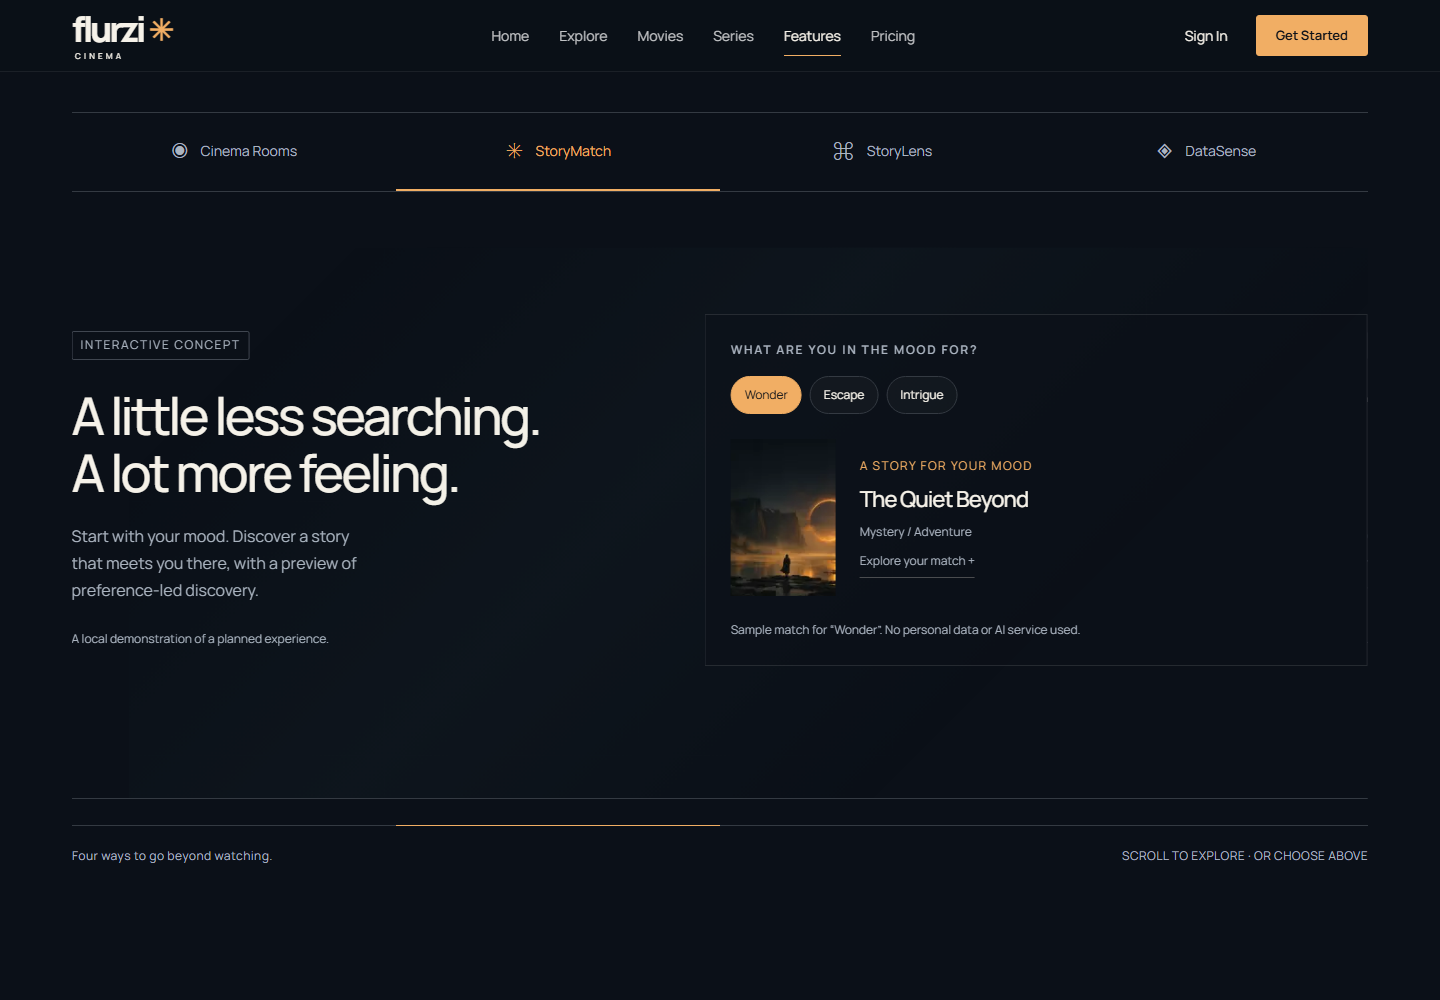 flurzi
CINEMA
Home
Explore
Movies
Series
Features
Pricing
Sign In
Get Started
Cinema Rooms
StoryMatch
StoryLens
DataSense
INTERACTIVE CONCEPT
A little less searching.
A lot more feeling.
Start with your mood. Discover a story
that meets you there, with a preview of
preference-led discovery.
A local demonstration of a planned experience.
WHAT ARE YOU IN THE MOOD FOR?
Wonder
Escape
Intrigue
A STORY FOR YOUR MOOD
The Quiet Beyond
Mystery / Adventure
Explore your match +
Sample match for “Wonder”. No personal data or AI service used.
Four ways to go beyond watching.
SCROLL TO EXPLORE · OR CHOOSE ABOVE